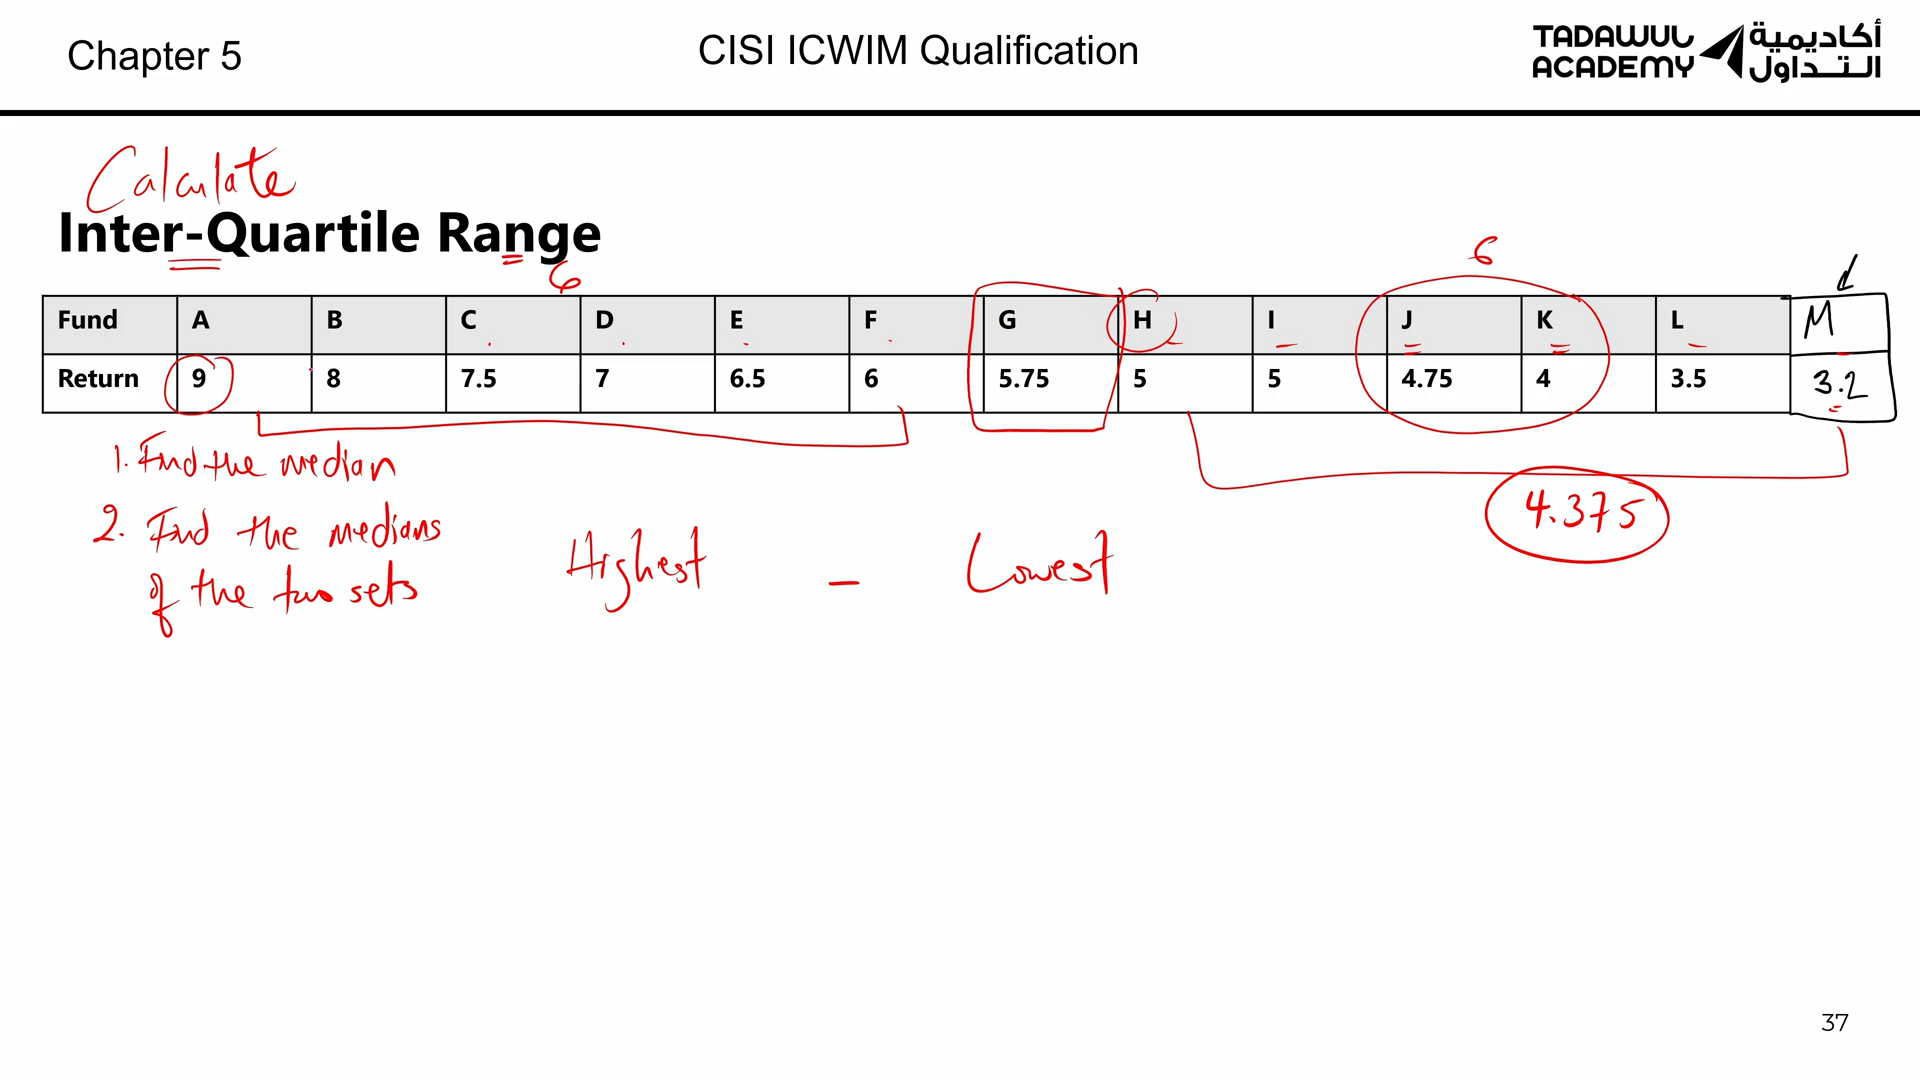 Chapter 5
CISI ICWIM Qualification
TADAWUL ACADEMY
أكاديمية التداول
Calculate
Inter-Quartile Range
6
6
Fund A B C D E F G H I J K L M
Return 9 8 7.5 7 6.5 6 5.75 5 5 4.75 4 3.5 3.2
1. Find the median
2. Find the medians
of the two sets
Highest - Lowest
4.375
37